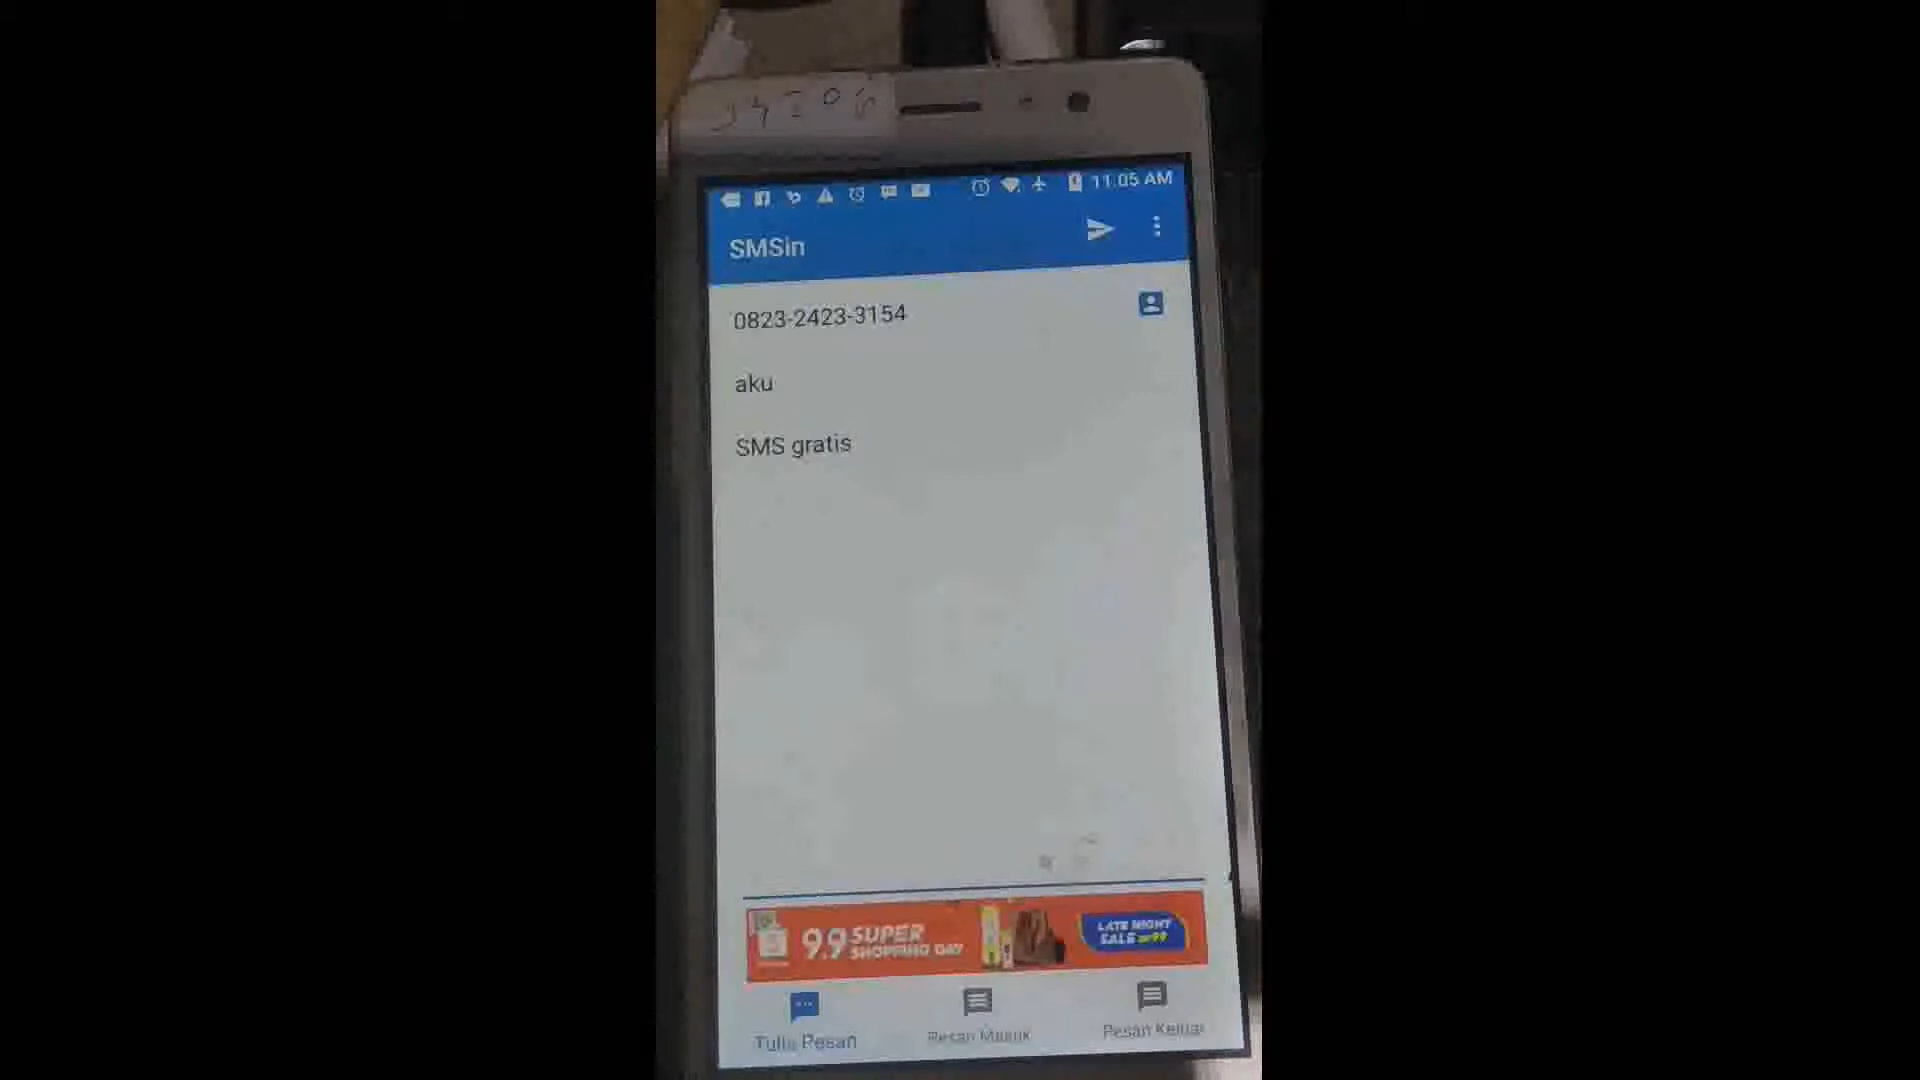 11.05 AM
SMSin
0823-2423-3154
aku
SMS gratis
9.9 SUPER
SHOPPING DAY
LATE NIGHT
SALE
Tulis Pesan
Pesan Masuk
Pesan Keluar